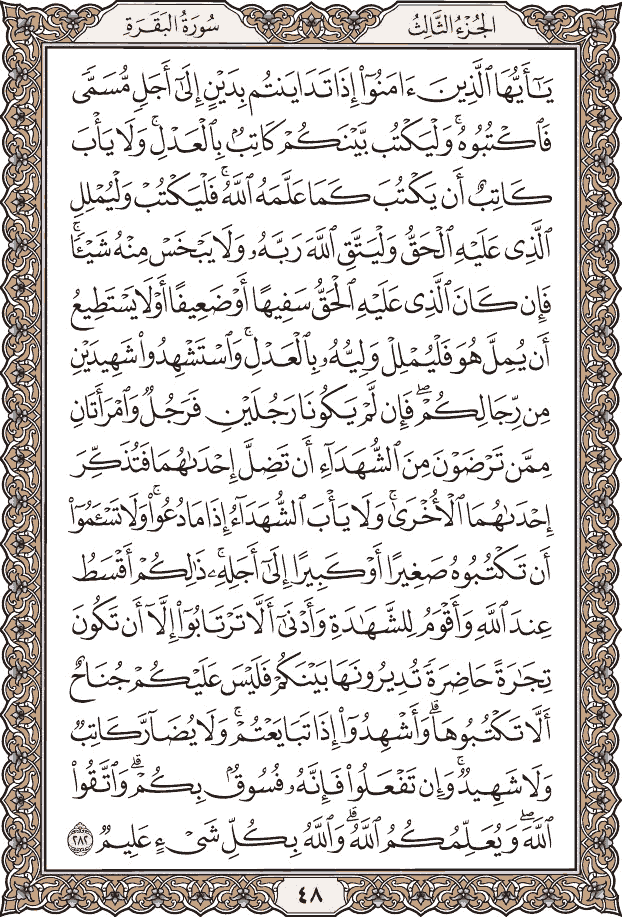 الجُزْءُ الثَّالِثُ
سُورَةُ البَقَرَةِ
يَٰٓأَيُّهَا ٱلَّذِينَ ءَامَنُوٓا۟ إِذَا تَدَايَنتُم بِدَيْنٍ إِلَىٰٓ أَجَلٍ مُّسَمًّى
فَٱكْتُبُوهُ ۚ وَلْيَكْتُب بَّيْنَكُمْ كَاتِبٌۢ بِٱلْعَدْلِ ۚ وَلَا يَأْبَ
كَاتِبٌ أَن يَكْتُبَ كَمَا عَلَّمَهُ ٱللَّهُ ۚ فَلْيَكْتُبْ وَلْيُمْلِلِ
ٱلَّذِى عَلَيْهِ ٱلْحَقُّ وَلْيَتَّقِ ٱللَّهَ رَبَّهُۥ وَلَا يَبْخَسْ مِنْهُ شَيْـًٔا ۚ
فَإِن كَانَ ٱلَّذِى عَلَيْهِ ٱلْحَقُّ سَفِيهًا أَوْ ضَعِيفًا أَوْ لَا يَسْتَطِيعُ
أَن يُمِلَّ هُوَ فَلْيُمْلِلْ وَلِيُّهُۥ بِٱلْعَدْلِ ۚ وَٱسْتَشْهِدُوا۟ شَهِيدَيْنِ
مِن رِّجَالِكُمْ ۖ فَإِن لَّمْ يَكُونَا رَجُلَيْنِ فَرَجُلٌ وَٱمْرَأَتَانِ
مِمَّن تَرْضَوْنَ مِنَ ٱلشُّهَدَآءِ أَن تَضِلَّ إِحْدَىٰهُمَا فَتُذَكِّرَ
إِحْدَىٰهُمَا ٱلْأُخْرَىٰ ۚ وَلَا يَأْبَ ٱلشُّهَدَآءُ إِذَا مَا دُعُوا۟ ۚ وَلَا تَسْـَٔمُوٓا۟
أَن تَكْتُبُوهُ صَغِيرًا أَوْ كَبِيرًا إِلَىٰٓ أَجَلِهِۦ ۚ ذَٰلِكُمْ أَقْسَطُ
عِندَ ٱللَّهِ وَأَقْوَمُ لِلشَّهَٰدَةِ وَأَدْنَىٰٓ أَلَّا تَرْتَابُوٓا۟ ۖ إِلَّآ أَن تَكُونَ
تِجَٰرَةً حَاضِرَةً تُدِيرُونَهَا بَيْنَكُمْ فَلَيْسَ عَلَيْكُمْ جُنَاحٌ
أَلَّا تَكْتُبُوهَا ۗ وَأَشْهِدُوٓا۟ إِذَا تَبَايَعْتُمْ ۚ وَلَا يُضَآرَّ كَاتِبٌ
وَلَا شَهِيدٌ ۚ وَإِن تَفْعَلُوا۟ فَإِنَّهُۥ فُسُوقٌۢ بِكُمْ ۗ وَٱتَّقُوا۟
ٱللَّهَ ۖ وَيُعَلِّمُكُمُ ٱللَّهُ ۗ وَٱللَّهُ بِكُلِّ شَىْءٍ عَلِيمٌ ٢٨٢
٤٨